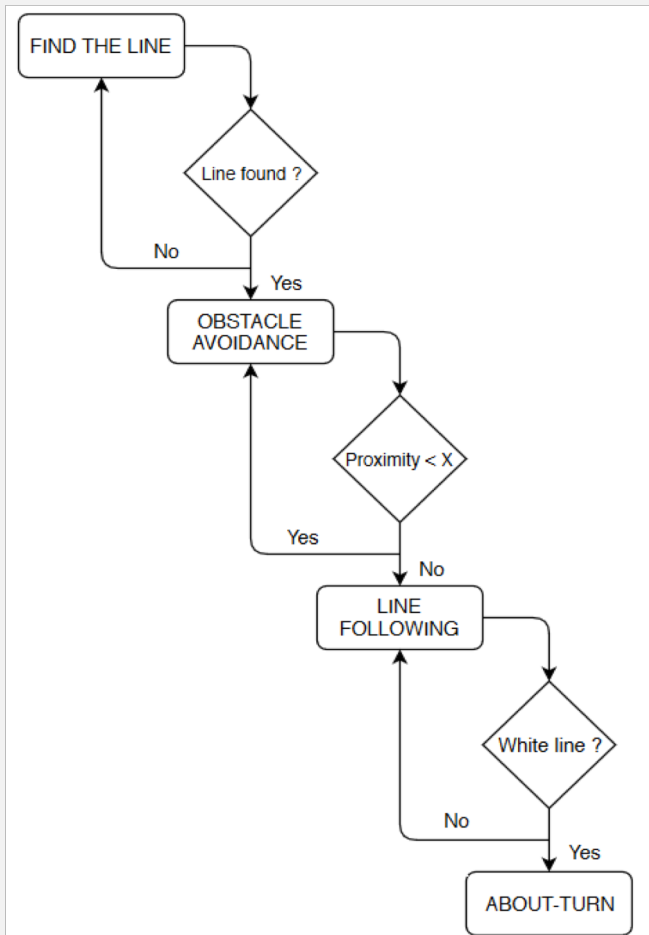 FIND THE LINE
Line found ?
No
Yes
OBSTACLE
AVOIDANCE
Proximity < X
Yes
No
LINE
FOLLOWING
White line ?
No
Yes
ABOUT-TURN